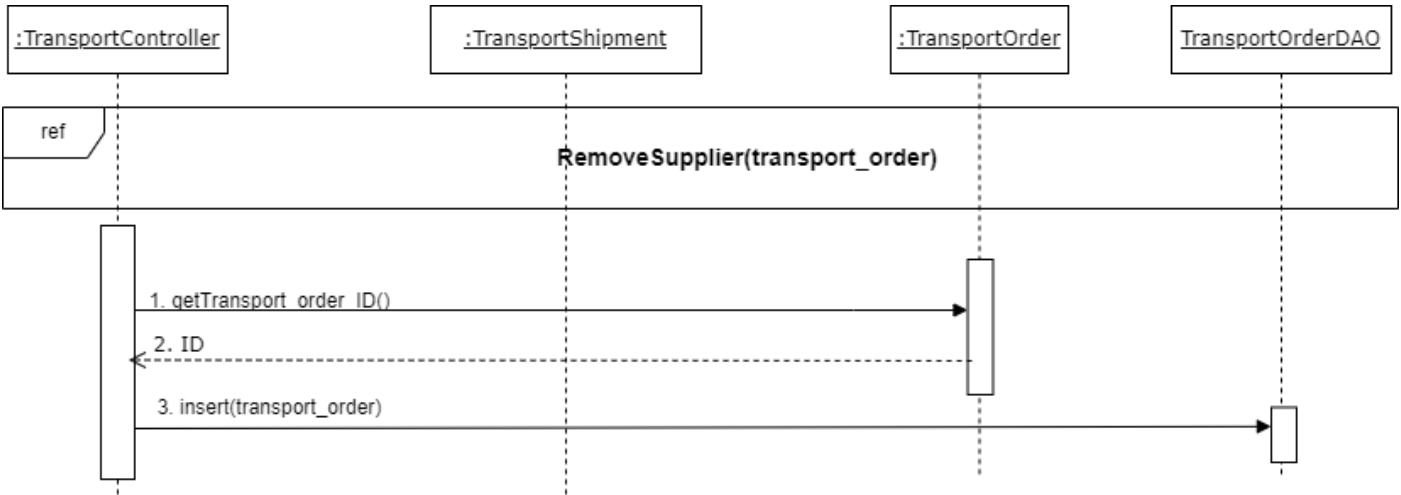 :TransportController
:TransportShipment
:TransportOrder
TransportOrderDAO
ref
RemoveSupplier(transport_order)
1. getTransport_order_ID()
2. ID
3. insert(transport_order)